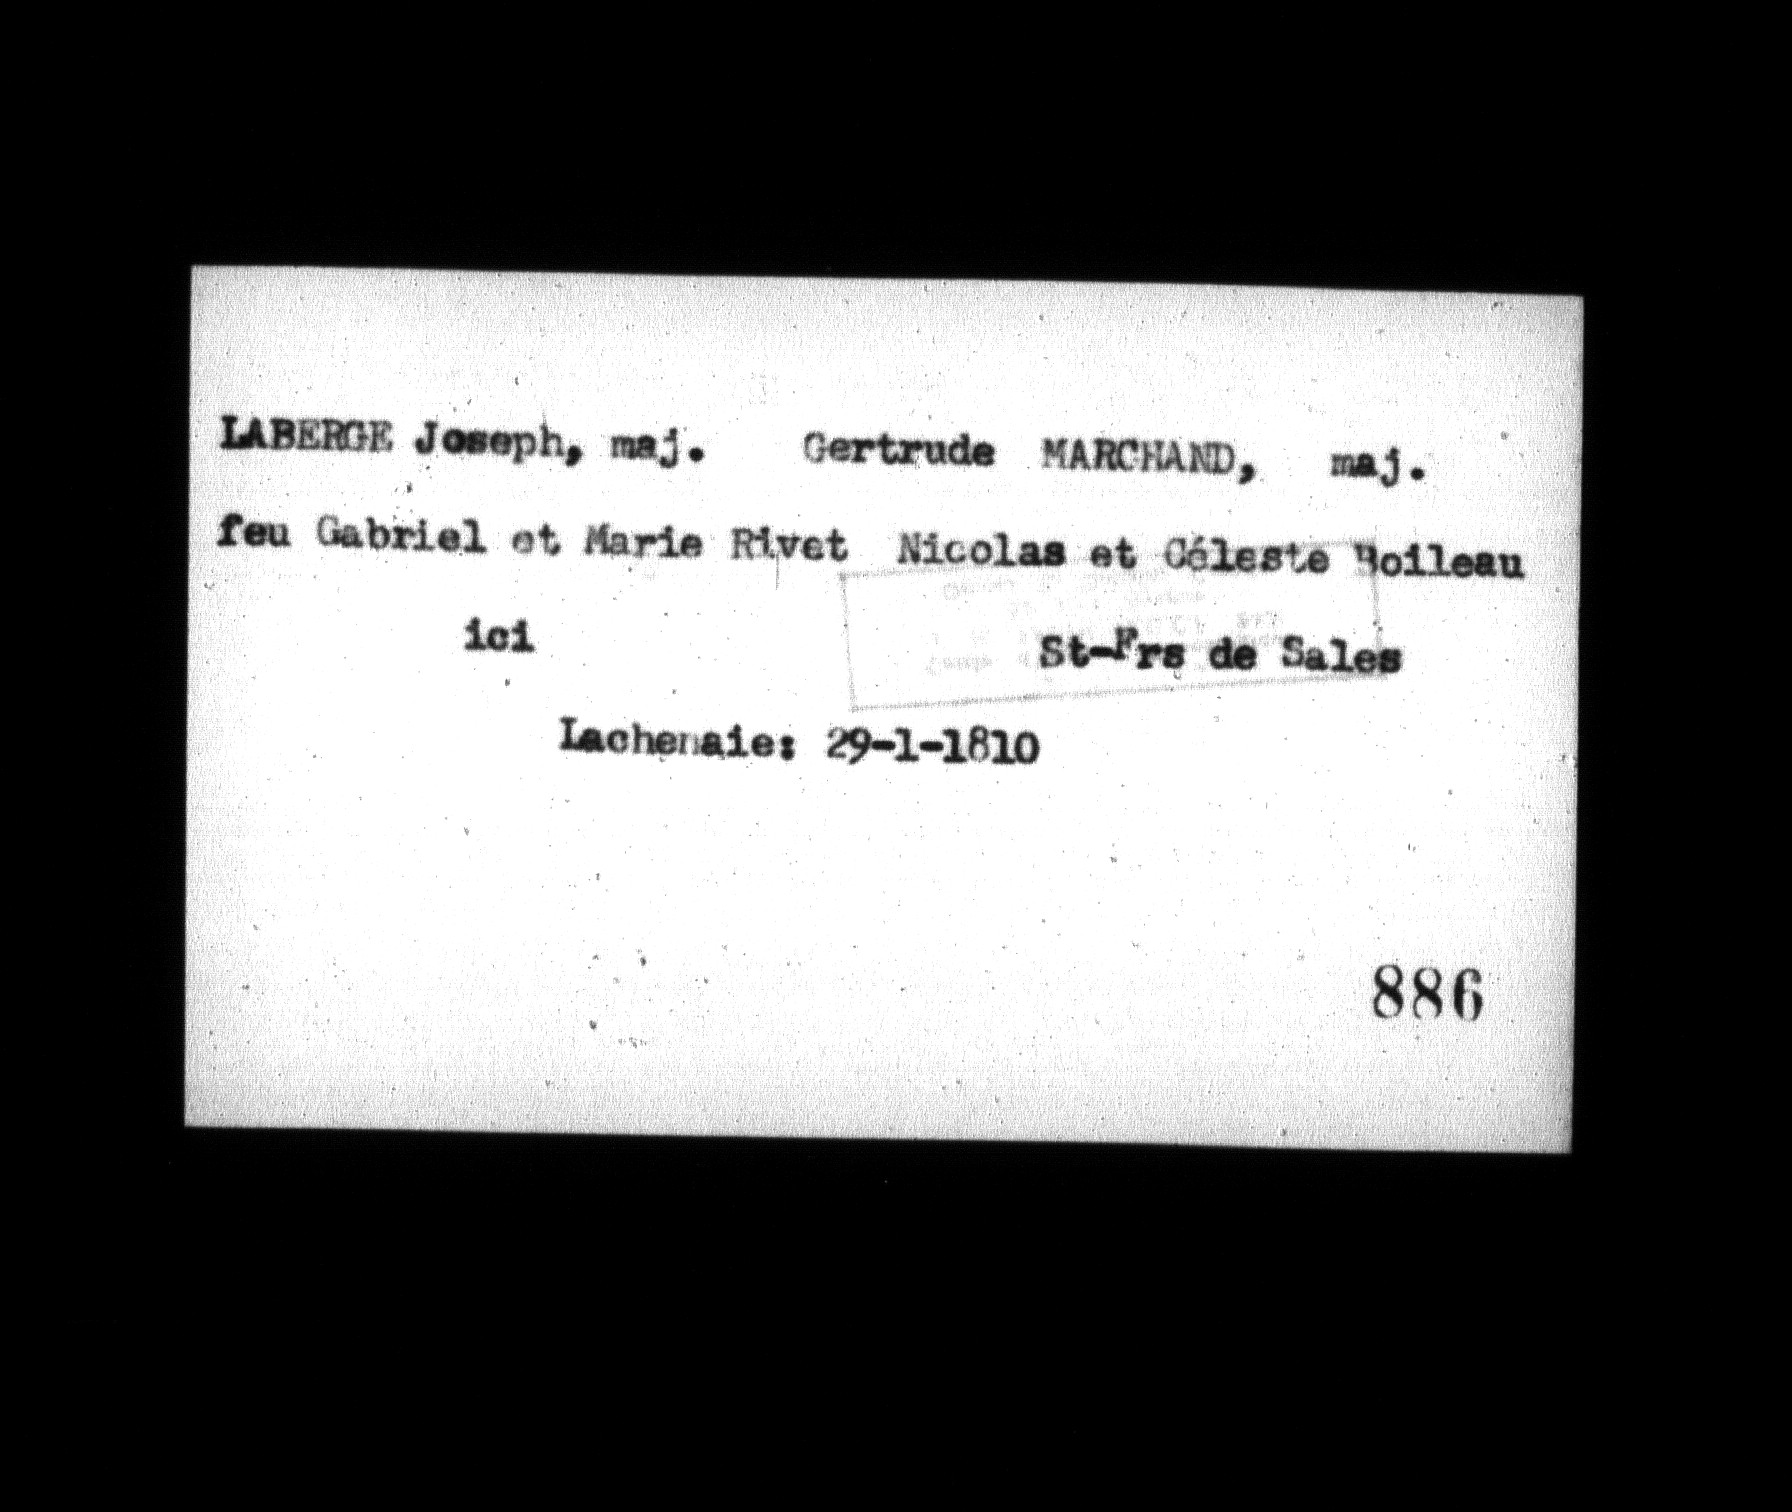 LABERGE Joseph, maj. Gertrude MARCHAND, maj.
feu Gabriel et Marie Rivet Nicolas et Céleste Boileau
ici St-Frs de Sales
Lachenaie: 29-1-1810
886